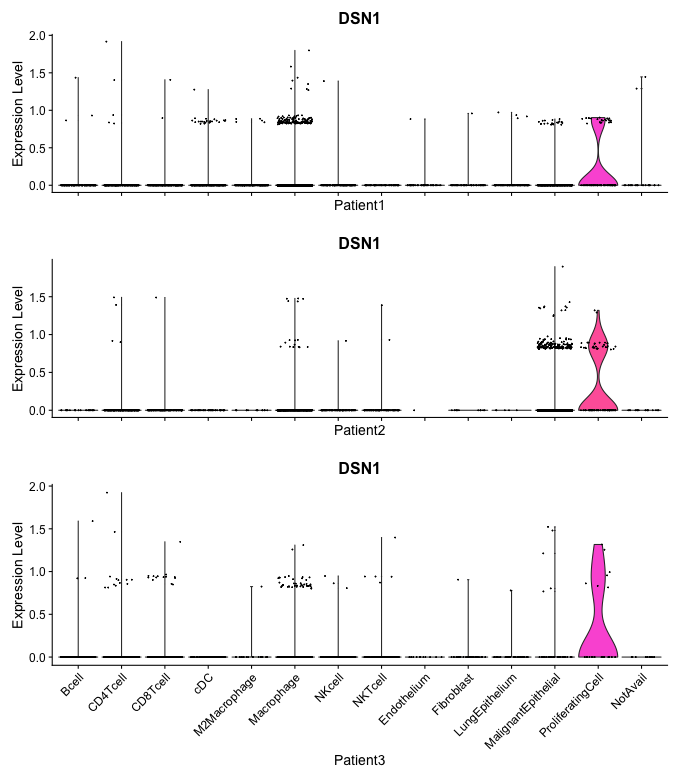 DSN1
Expression Level
2.0
1.5
1.0
0.5
0.0
Patient1
DSN1
Expression Level
1.5
1.0
0.5
0.0
Patient2
DSN1
Expression Level
2.0
1.5
1.0
0.5
0.0
Bcell
CD4Tcell
CD8Tcell
cDC
M2Macrophage
Macrophage
NKcell
NKTcell
Endothelium
Fibroblast
LungEpithelium
MalignantEpithelial
ProliferatingCell
NotAvail
Patient3